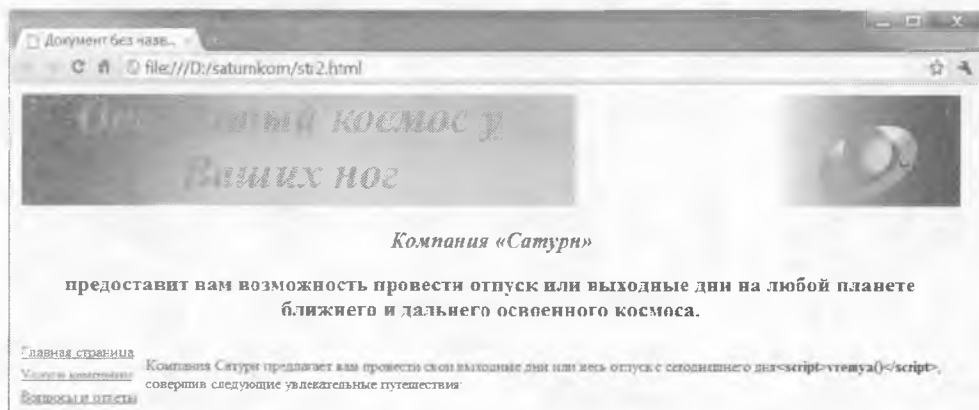 Документ без назв...
file:///D:/saturnkom/str2.html
космос у
Ваших ног
Компания «Сатурн»
предоставит вам возможность провести отпуск или выходные дни на любой планете
ближнего и дальнего освоенного космоса.
Главная страница
Компания Сатурн предлагает вам провести свои выходные дни или весь отпуск с сегодняшнего дня<script>vremya()</script>,
совершив следующие увлекательные путешествия:
Вопросы и ответы